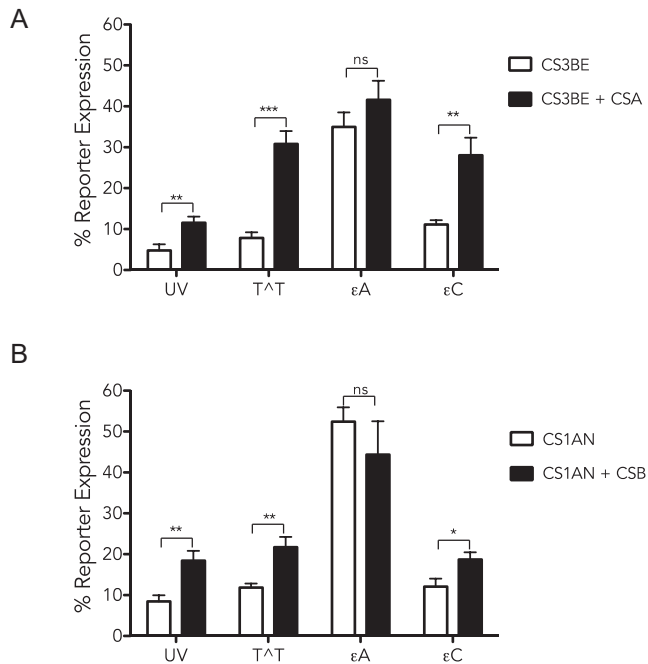 A
% Reporter Expression
60
50
40
30
20
10
0
**
***
ns
**
UV
T^T
εA
εC
CS3BE
CS3BE + CSA
B
% Reporter Expression
60
50
40
30
20
10
0
**
**
ns
*
UV
T^T
εA
εC
CS1AN
CS1AN + CSB